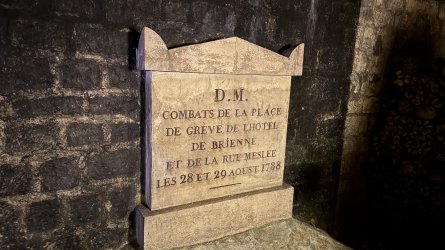 D.M.
COMBATS DE LA PLACE
DE GRÈVE DE L'HOTEL
DE BRIENNE
ET DE LA RUE MESLÉE
LES 28 ET 29 AOUST 1788